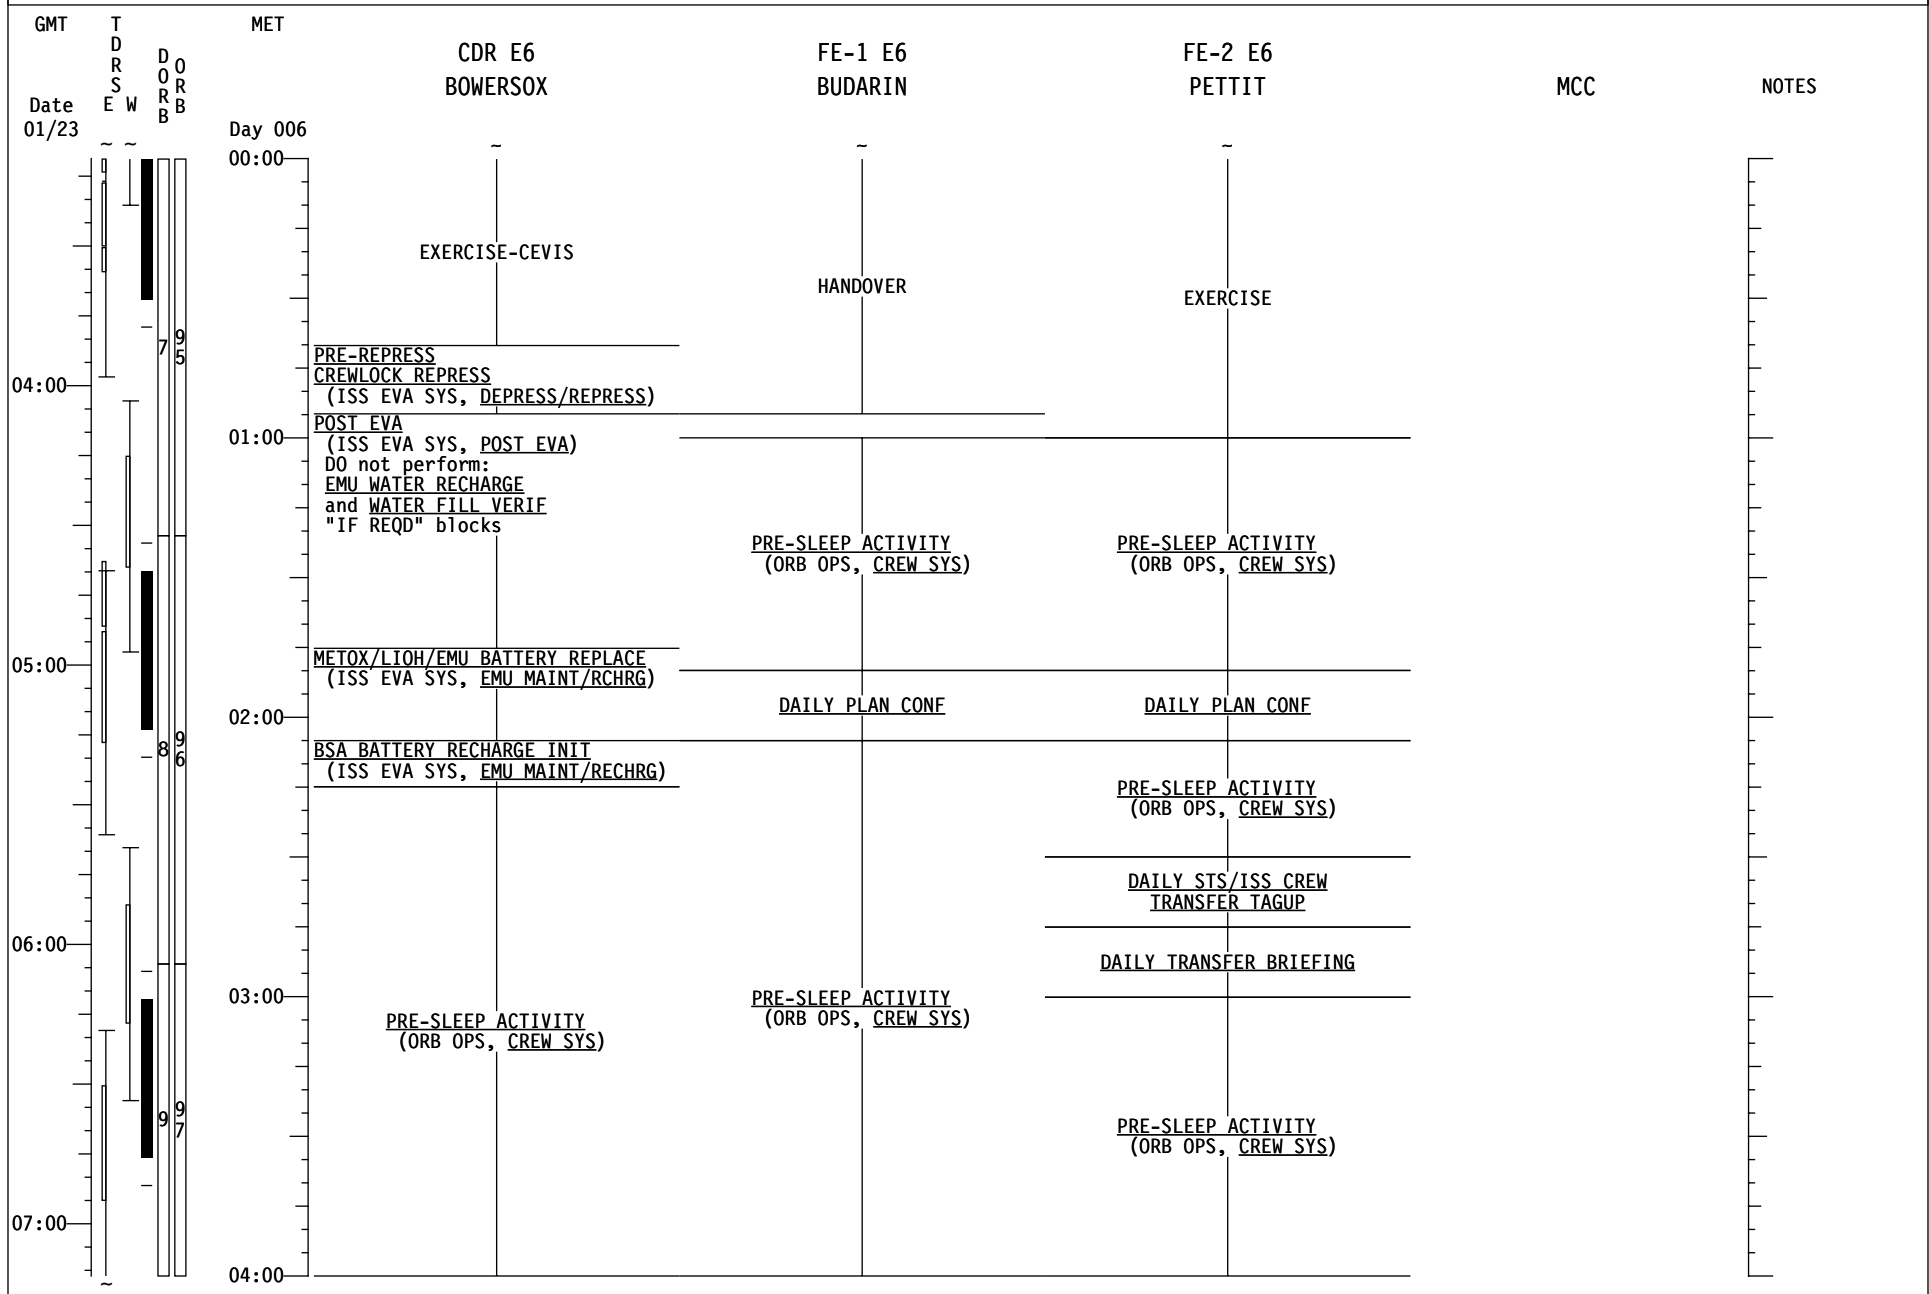 GMT
TDRS
E W
DORB
ORB
MET
CDR E6
BOWERSOX
FE-1 E6
BUDARIN
FE-2 E6
PETTIT
MCC
NOTES
Date
01/23
Day 006
~ ~ ~ ~ ~
00:00
EXERCISE-CEVIS
HANDOVER
EXERCISE
7
95
PRE-REPRESS
CREWLOCK REPRESS
(ISS EVA SYS, DEPRESS/REPRESS)
04:00
POST EVA
(ISS EVA SYS, POST EVA)
DO not perform:
EMU WATER RECHARGE
and WATER FILL VERIF
"IF REQD" blocks
01:00
PRE-SLEEP ACTIVITY
(ORB OPS, CREW SYS)
PRE-SLEEP ACTIVITY
(ORB OPS, CREW SYS)
METOX/LIOH/EMU BATTERY REPLACE
(ISS EVA SYS, EMU MAINT/RCHRG)
05:00
DAILY PLAN CONF
DAILY PLAN CONF
02:00
8
96
BSA BATTERY RECHARGE INIT
(ISS EVA SYS, EMU MAINT/RECHRG)
PRE-SLEEP ACTIVITY
(ORB OPS, CREW SYS)
DAILY STS/ISS CREW
TRANSFER TAGUP
06:00
DAILY TRANSFER BRIEFING
03:00
PRE-SLEEP ACTIVITY
(ORB OPS, CREW SYS)
PRE-SLEEP ACTIVITY
(ORB OPS, CREW SYS)
9
97
PRE-SLEEP ACTIVITY
(ORB OPS, CREW SYS)
07:00
04:00
~